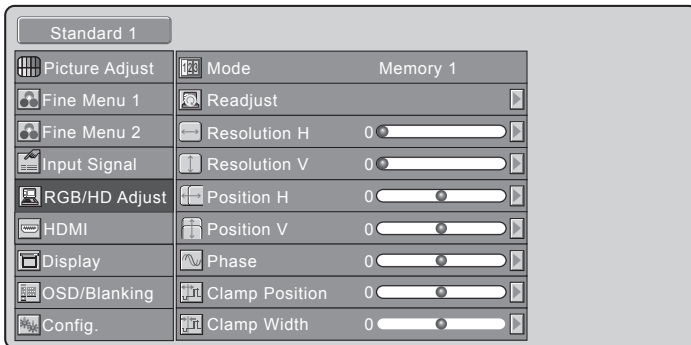 Standard 1
Picture Adjust
Fine Menu 1
Fine Menu 2
Input Signal
RGB/HD Adjust
HDMI
Display
OSD/Blanking
Config.
123 Mode Memory 1
Readjust
Resolution H 0
Resolution V 0
Position H 0
Position V 0
Phase 0
Clamp Position 0
Clamp Width 0